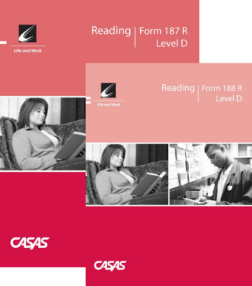 Reading | Form 187 R
Level D
Life and Work
Reading | Form 188 R
Level D
Life and Work
CASAS
CASAS